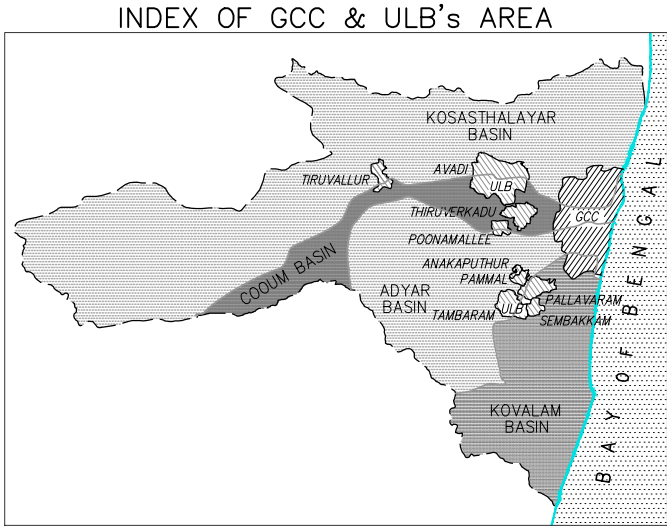 INDEX OF GCC & ULB's AREA
KOSASTHALAYAR
BASIN
TIRUVALLUR
AVADI
ULB
THIRUVERKADU
GCC
POONAMALLEE
COOUM BASIN
ANAKAPUTHUR
PAMMAL
ADYAR
BASIN
PALLAVARAM
TAMBARAM
ULB
SEMBAKKAM
KOVALAM
BASIN
BAY OF BENGAL